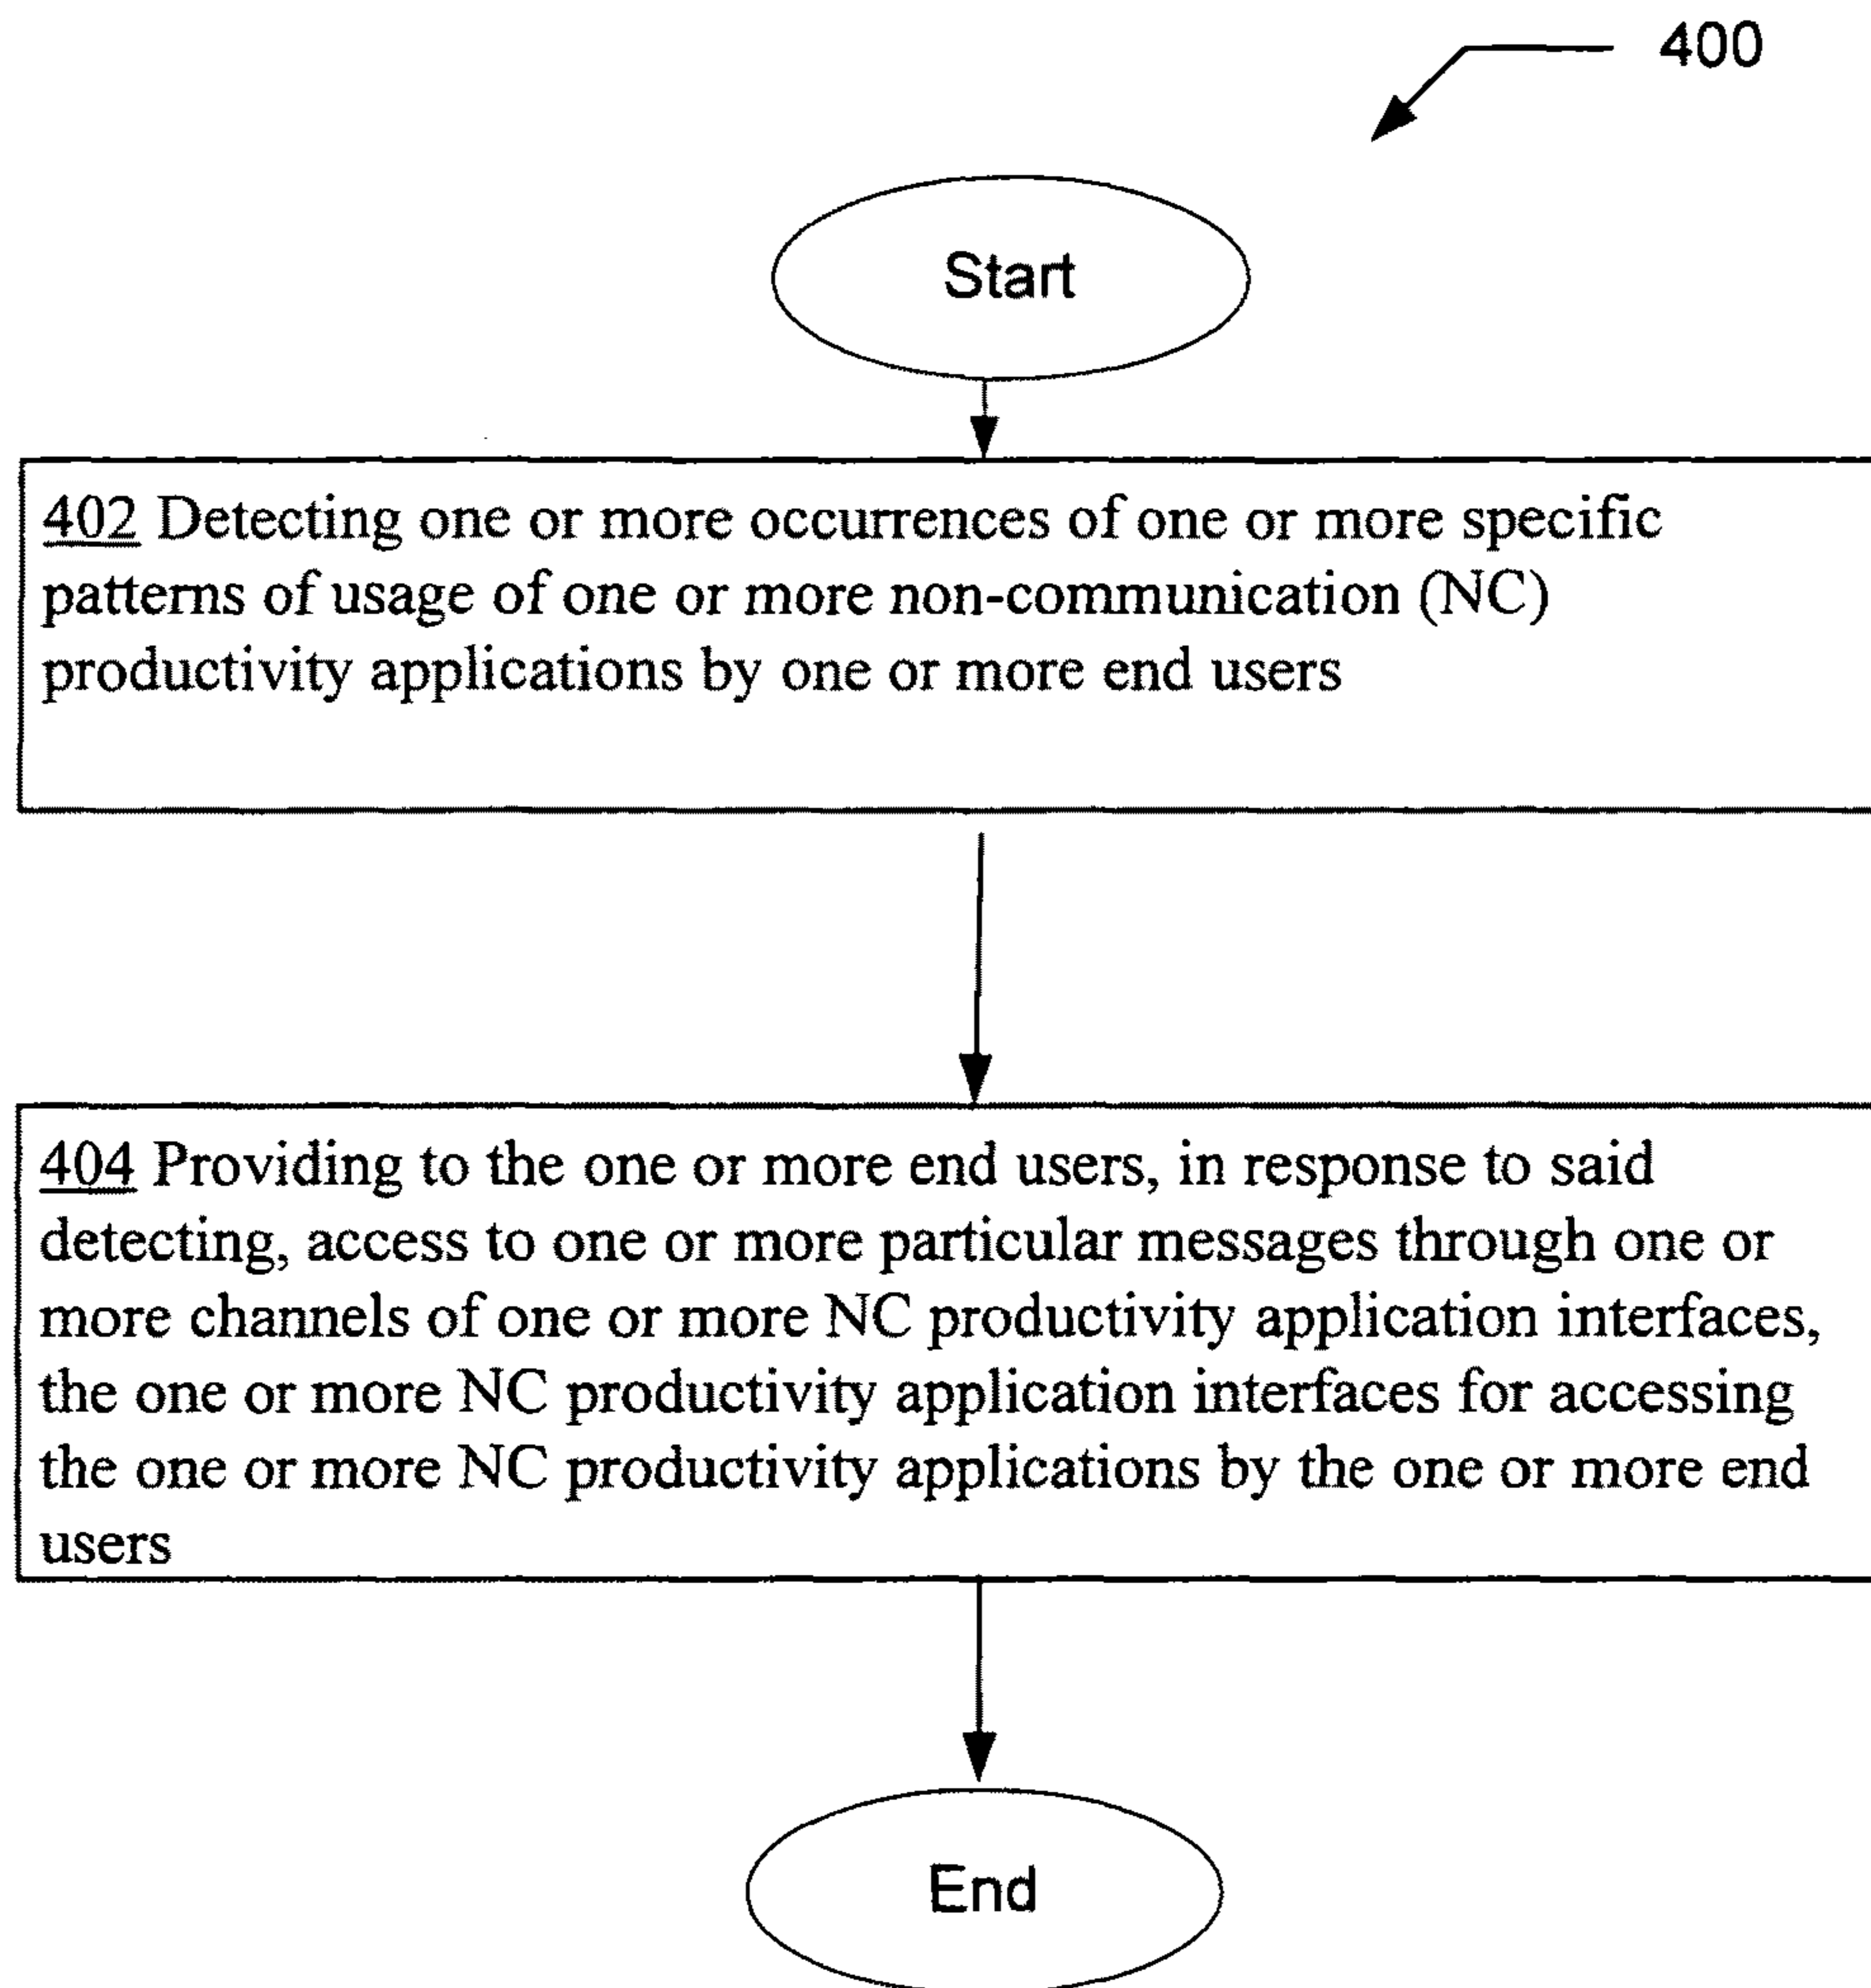 400
Start
402 Detecting one or more occurrences of one or more specific
patterns of usage of one or more non-communication (NC)
productivity applications by one or more end users
404 Providing to the one or more end users, in response to said
detecting, access to one or more particular messages through one or
more channels of one or more NC productivity application interfaces,
the one or more NC productivity application interfaces for accessing
the one or more NC productivity applications by the one or more end
users
End